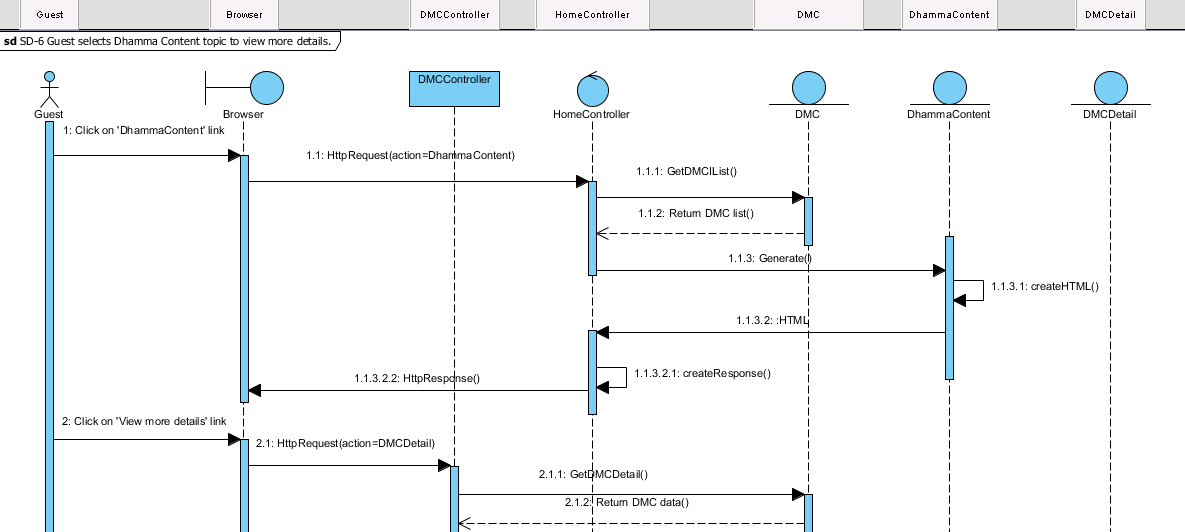 Guest
Browser
DMCController
HomeController
DMC
DhammaContent
DMCDetail
sd SD-6 Guest selects Dhamma Content topic to view more details.
DMCController
Guest
Browser
HomeController
DMC
DhammaContent
DMCDetail
1: Click on 'DhammaContent' link
1.1: HttpRequest(action=DhammaContent)
1.1.1: GetDMCIList()
1.1.2: Return DMC list()
1.1.3: Generate()
1.1.3.1: createHTML()
1.1.3.2: :HTML
1.1.3.2.1: createResponse()
1.1.3.2.2: HttpResponse()
2: Click on 'View more details' link
2.1: HttpRequest(action=DMCDetail)
2.1.1: GetDMCDetail()
2.1.2: Return DMC data()